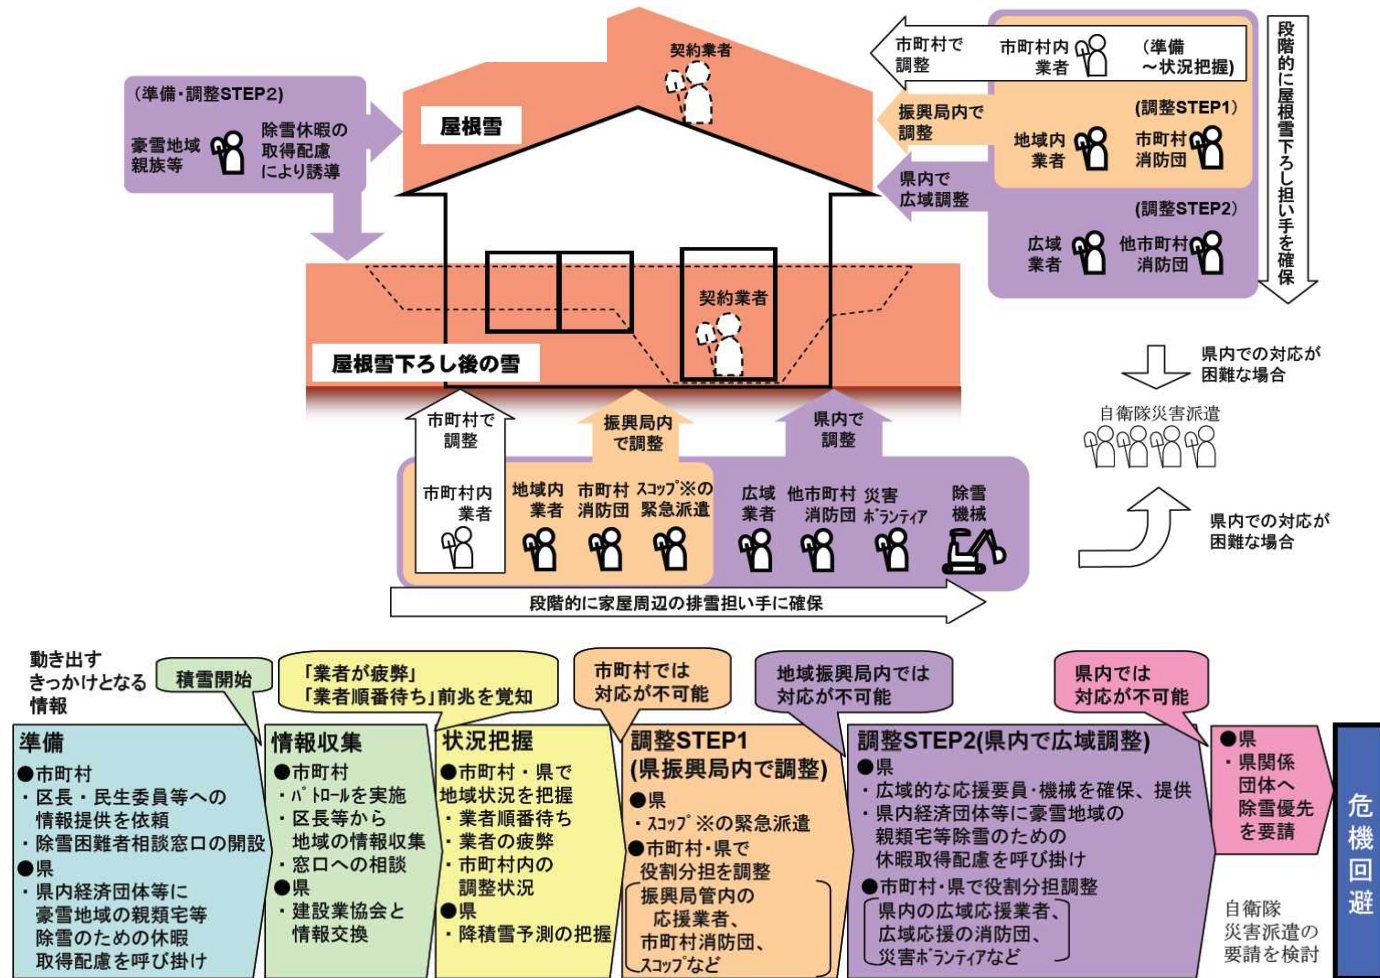 契約業者
屋根雪
(準備・調整STEP2)
豪雪地域
親族等
除雪休暇の
取得配慮
により誘導
市町村で
調整
市町村内
業者
(準備
～状況把握)
振興局内で
調整
(調整STEP1)
地域内
業者
市町村
消防団
県内で
広域調整
(調整STEP2)
広域
業者
他市町村
消防団
段階的に屋根雪下ろし担い手を確保
契約業者
屋根雪下ろし後の雪
県内での対応が
困難な場合
自衛隊災害派遣
県内での対応が
困難な場合
市町村で
調整
振興局内
で調整
県内で
調整
市町村内
業者
地域内
業者
市町村
消防団
ｽｺｯﾌﾟ※の
緊急派遣
広域
業者
他市町村
消防団
災害
ﾎﾞﾗﾝﾃｨｱ
除雪
機械
段階的に家屋周辺の排雪担い手に確保
動き出す
きっかけとなる
情報
積雪開始
「業者が疲弊」
「業者順番待ち」前兆を覚知
市町村では
対応が不可能
地域振興局内では
対応が不可能
県内では
対応が不可能
準備
●市町村
・区長・民生委員等への
情報提供を依頼
・除雪困難者相談窓口の開設
●県
・県内経済団体等に
豪雪地域の親類宅等
除雪のための休暇
取得配慮を呼び掛け
情報収集
●市町村
・ﾊﾟﾄﾛｰﾙを実施
・区長等から
地域の情報収集
・窓口への相談
●県
・建設業協会と
情報交換
状況把握
●市町村・県で
地域状況を把握
・業者順番待ち
・業者の疲弊
・市町村内の
調整状況
●県
・降積雪予測の把握
調整STEP1
(県振興局内で調整)
●県
・ｽｺｯﾌﾟ※の緊急派遣
●市町村・県で
役割分担を調整
振興局管内の
応援業者、
市町村消防団、
ｽｺｯﾌﾟなど
調整STEP2(県内で広域調整)
●県
・広域的な応援要員・機械を確保、提供
・県内経済団体等に豪雪地域の
親類宅等除雪のための
休暇取得配慮を呼び掛け
●市町村・県で役割分担調整
県内の広域応援業者、
広域応援の消防団、
災害ﾎﾞﾗﾝﾃｨｱなど
●県
・県関係
団体へ
除雪優先
を要請
自衛隊
災害派遣の
要請を検討
危機回避